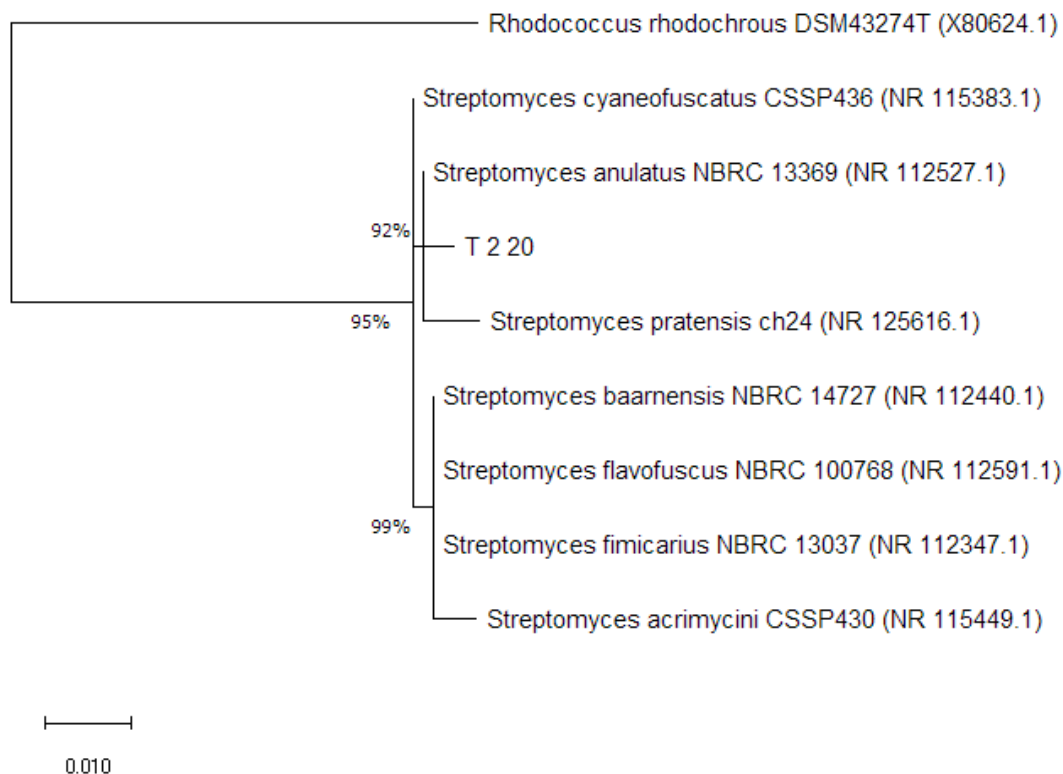 Rhodococcus rhodochrous DSM43274T (X80624.1)
Streptomyces cyaneofuscatus CSSP436 (NR 115383.1)
Streptomyces anulatus NBRC 13369 (NR 112527.1)
92%
T 2 20
95%
Streptomyces pratensis ch24 (NR 125616.1)
Streptomyces baarnensis NBRC 14727 (NR 112440.1)
Streptomyces flavofuscus NBRC 100768 (NR 112591.1)
99%
Streptomyces fimicarius NBRC 13037 (NR 112347.1)
Streptomyces acrimycini CSSP430 (NR 115449.1)
0.010